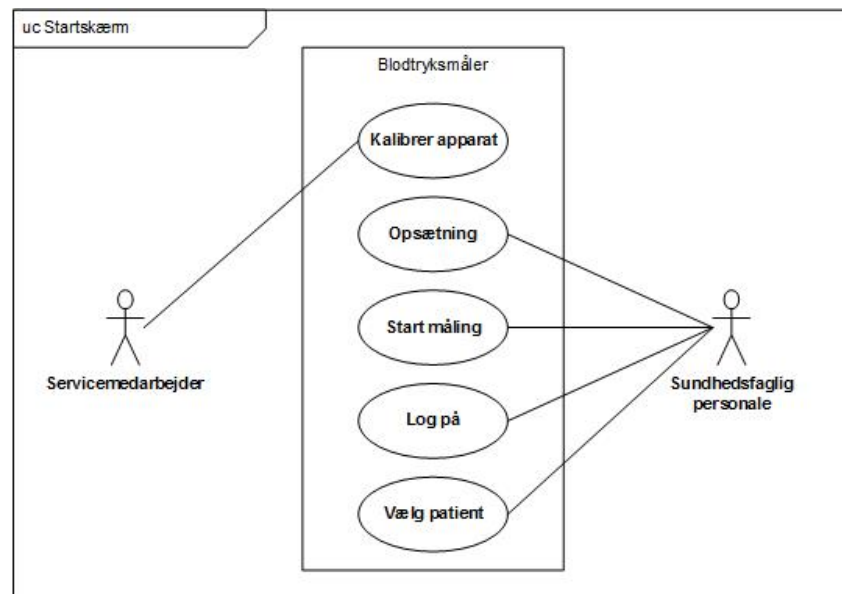 uc Startskærm
Blodtryksmåler
Kalibrer apparat
Opsætning
Start måling
Log på
Vælg patient
Servicemedarbejder
Sundhedsfaglig
personale